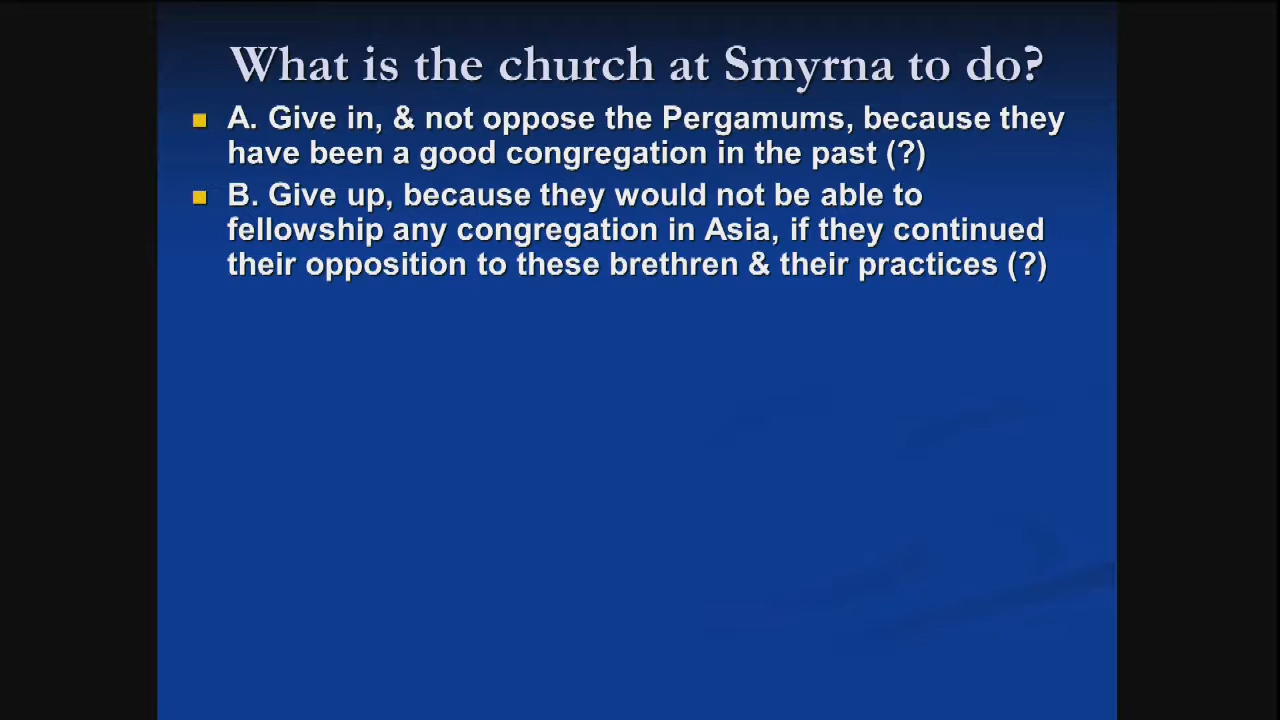 What is the church at Smyrna to do?
A. Give in, & not oppose the Pergamums, because they
have been a good congregation in the past (?)
B. Give up, because they would not be able to
fellowship any congregation in Asia, if they continued
their opposition to these brethren & their practices (?)